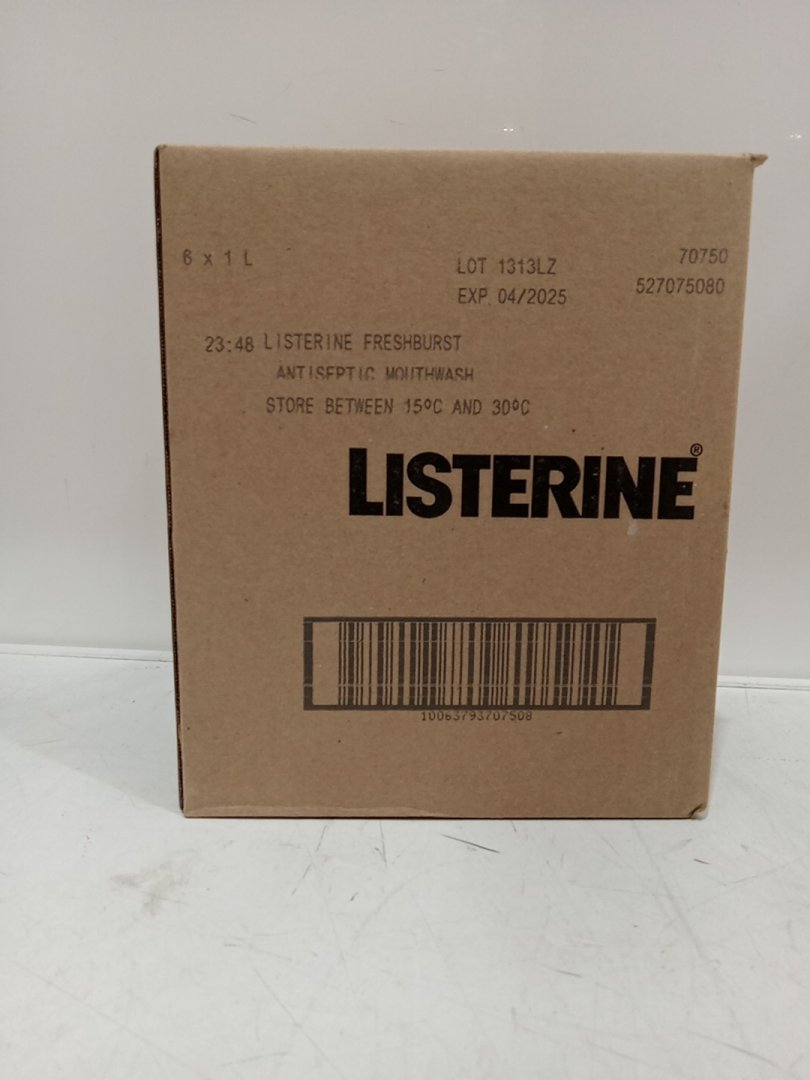 6 x 1 L
LOT 1313LZ
70750
EXP. 04/2025
527075080
23:48 LISTERINE FRESHBURST
ANTISEPTIC MOUTHWASH
STORE BETWEEN 15ºC AND 30ºC
LISTERINE®
10063793707508